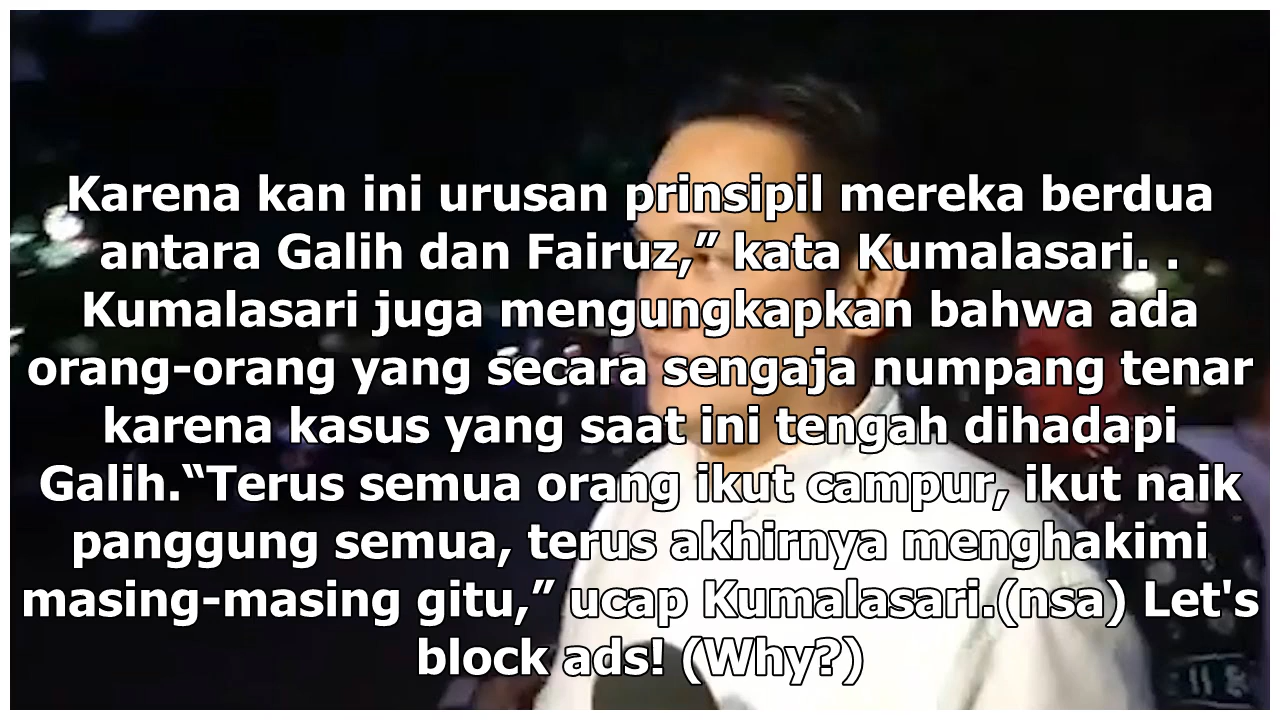 Karena kan ini urusan prinsipil mereka berdua
antara Galih dan Fairuz,” kata Kumalasari. .
Kumalasari juga mengungkapkan bahwa ada
orang-orang yang secara sengaja numpang tenar
karena kasus yang saat ini tengah dihadapi
Galih.“Terus semua orang ikut campur, ikut naik
panggung semua, terus akhirnya menghakimi
masing-masing gitu,” ucap Kumalasari.(nsa) Let's
block ads! (Why?)